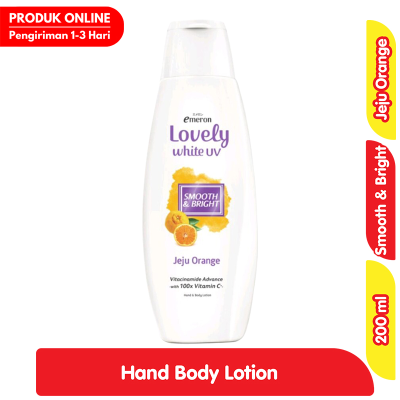 PRODUK ONLINE
Pengiriman 1-3 Hari
emeron
Lovely
white UV
SMOOTH
& BRIGHT
Jeju Orange
Vitacinamide Advance
with 100x Vitamin C
Hand & Body Lotion
Jeju Orange
Smooth & Bright
200 ml
Hand Body Lotion